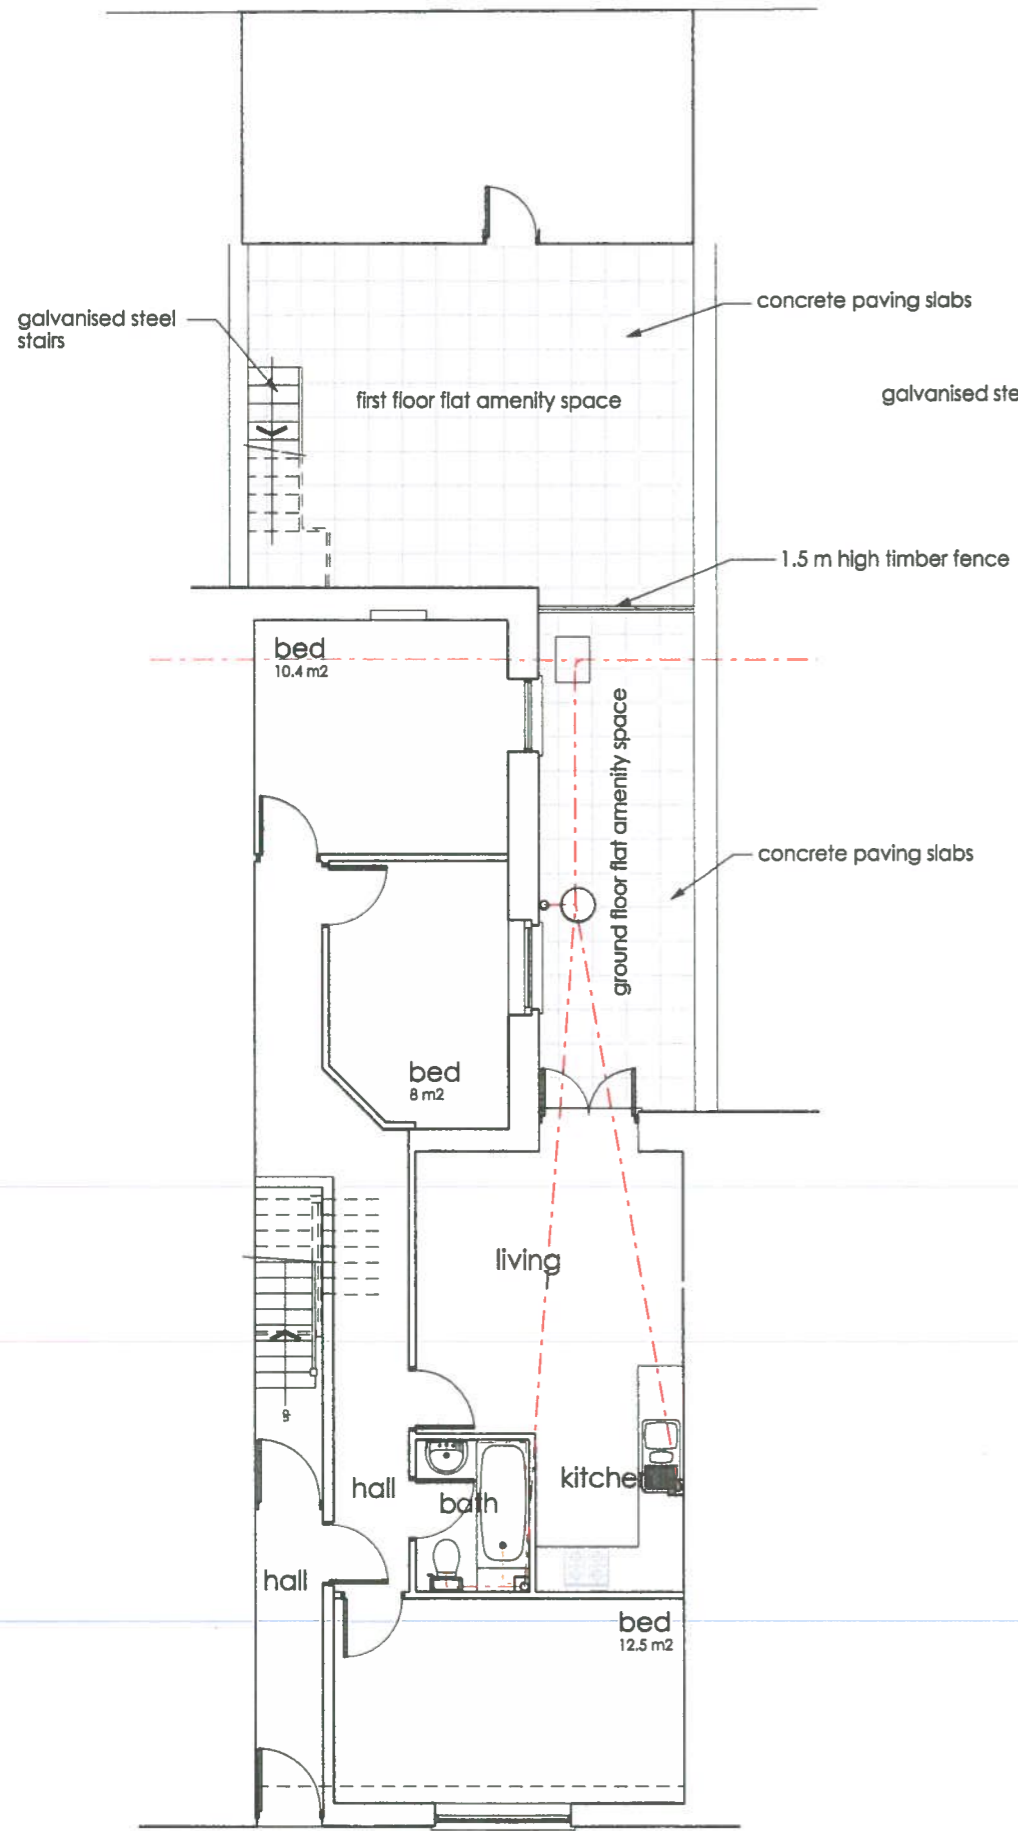 galvanised steel
stairs
concrete paving slabs
first floor flat amenity space
galvanised ste
1.5 m high timber fence
bed
10.4 m2
ground floor flat amenity space
concrete paving slabs
bed
8 m2
living
up
hall
bath
kitchen
hall
bed
12.5 m2